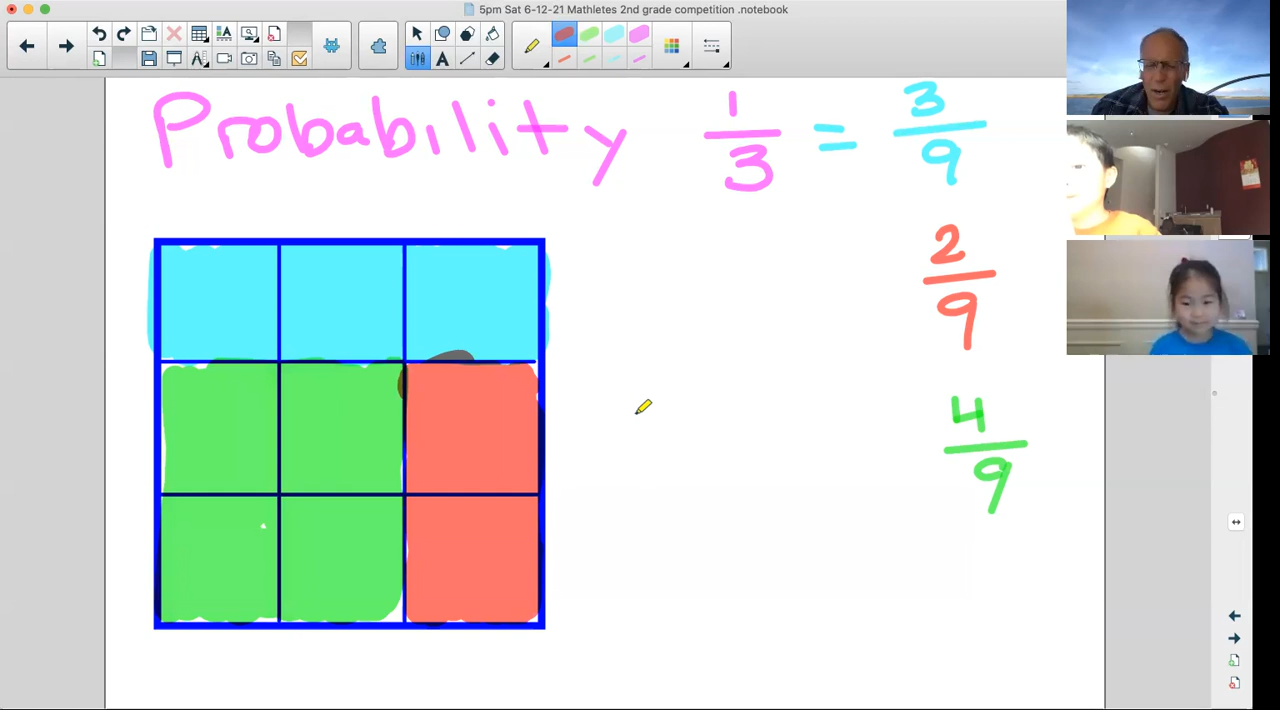 5pm Sat 6-12-21 Mathletes 2nd grade competition .notebook
Probability 1/3 = 3/9
2/9
4/9